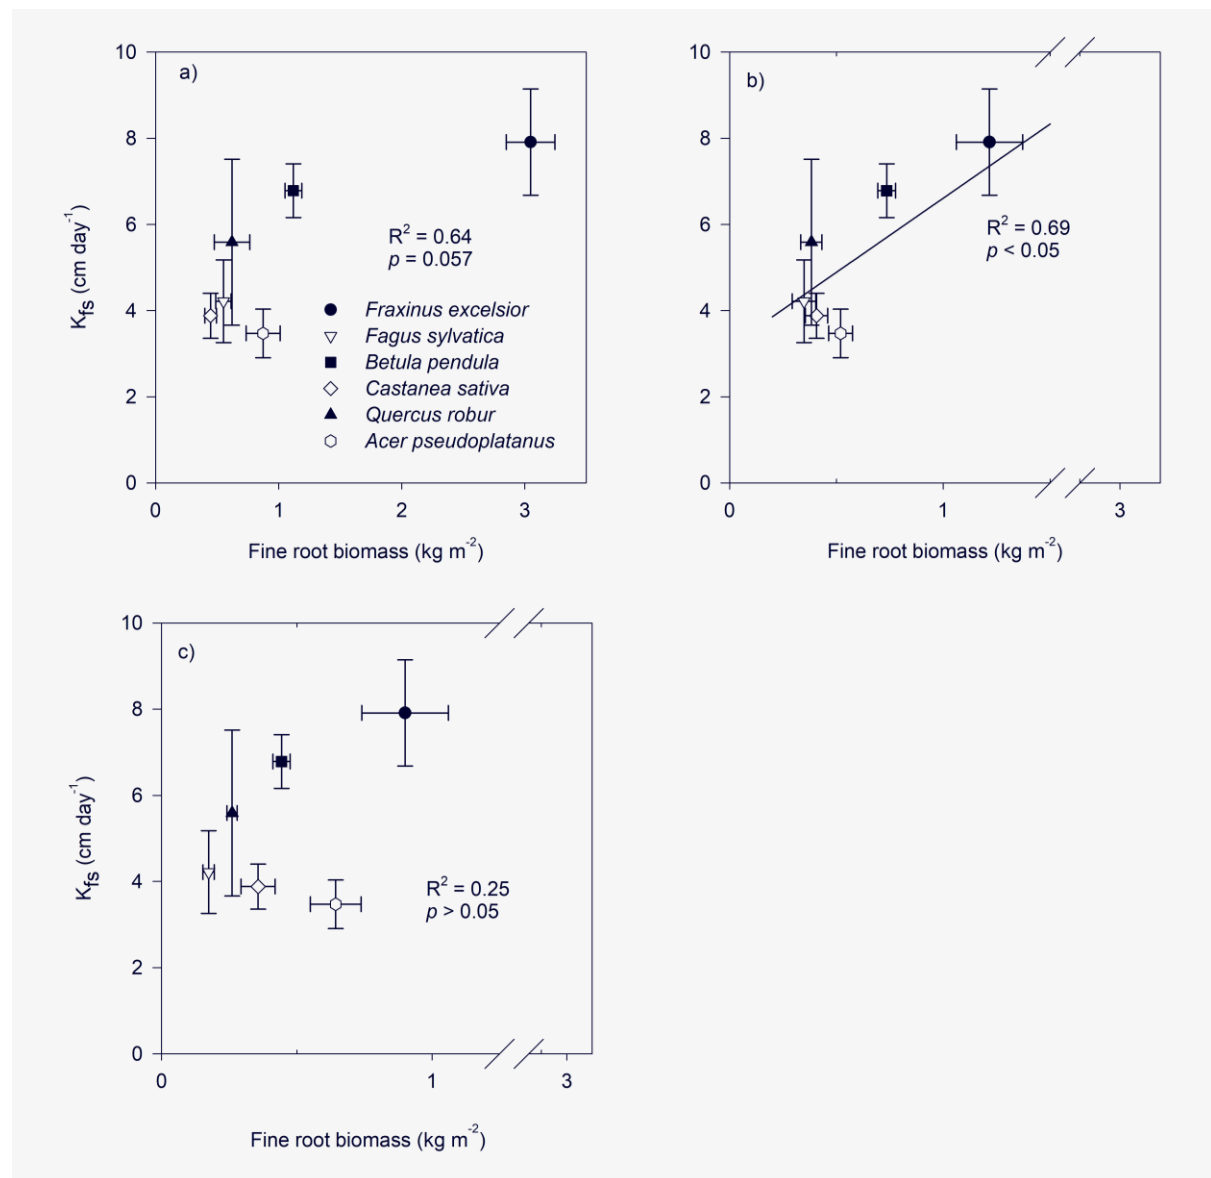 a)
10
8
6
4
2
0
K_fs (cm day⁻¹)
R² = 0.64
p = 0.057
Fraxinus excelsior
Fagus sylvatica
Betula pendula
Castanea sativa
Quercus robur
Acer pseudoplatanus
0 1 2 3
Fine root biomass (kg m⁻²)
b)
10
8
6
4
2
0
R² = 0.69
p < 0.05
0 1 3
Fine root biomass (kg m⁻²)
c)
10
8
6
4
2
0
K_fs (cm day⁻¹)
R² = 0.25
p > 0.05
0 1 3
Fine root biomass (kg m⁻²)